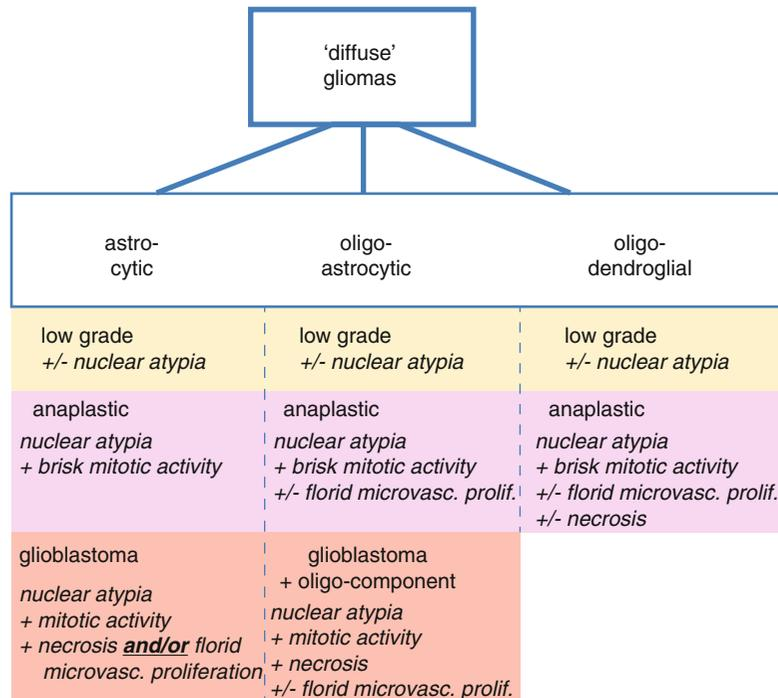 ‘diffuse’
gliomas
astro-
cytic
oligo-
astrocytic
oligo-
dendroglial
low grade
+/- nuclear atypia
low grade
+/- nuclear atypia
low grade
+/- nuclear atypia
anaplastic
nuclear atypia
+ brisk mitotic activity
anaplastic
nuclear atypia
+ brisk mitotic activity
+/- florid microvasc. prolif.
anaplastic
nuclear atypia
+ brisk mitotic activity
+/- florid microvasc. prolif.
+/- necrosis
glioblastoma
nuclear atypia
+ mitotic activity
+ necrosis and/or florid
microvasc. proliferation
glioblastoma
+ oligo-component
nuclear atypia
+ mitotic activity
+ necrosis
+/- florid microvasc. prolif.